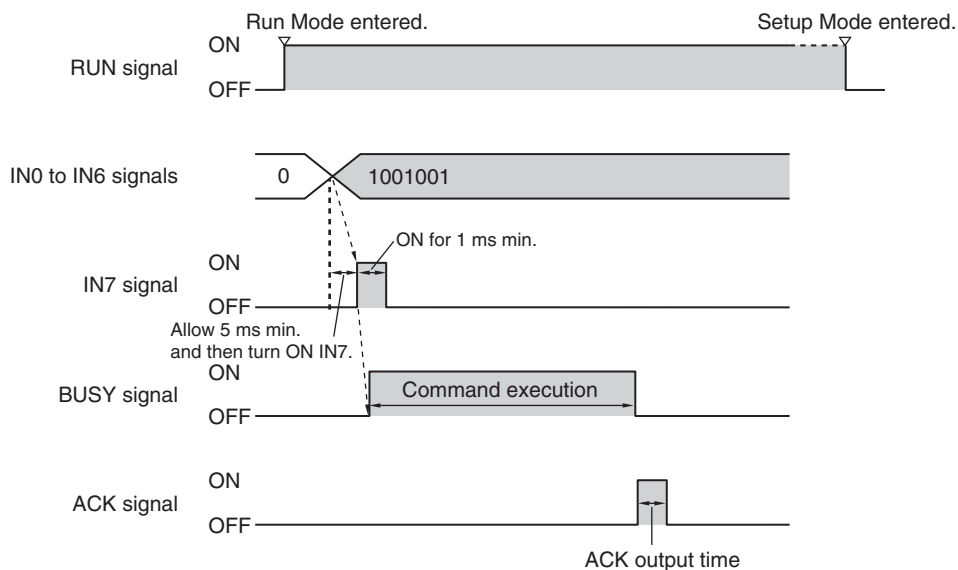 Run Mode entered.
Setup Mode entered.
ON
RUN signal
OFF
IN0 to IN6 signals
0
1001001
ON for 1 ms min.
ON
IN7 signal
OFF
Allow 5 ms min.
and then turn ON IN7.
ON
BUSY signal
Command execution
OFF
ON
ACK signal
OFF
ACK output time